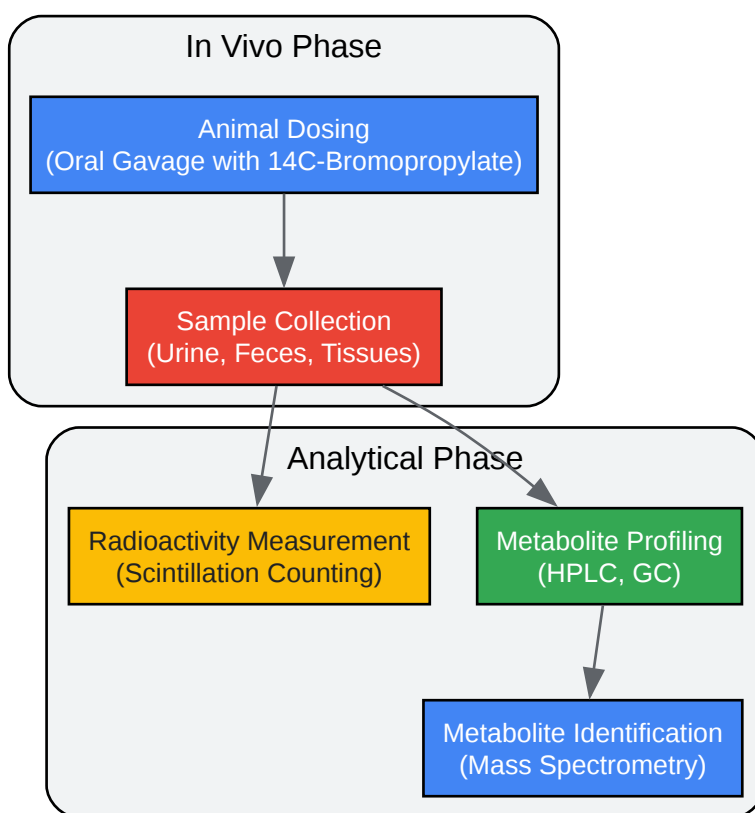 In Vivo Phase
Animal Dosing
(Oral Gavage with 14C-Bromopropylate)
Sample Collection
(Urine, Feces, Tissues)
Analytical Phase
Radioactivity Measurement
(Scintillation Counting)
Metabolite Profiling
(HPLC, GC)
Metabolite Identification
(Mass Spectrometry)